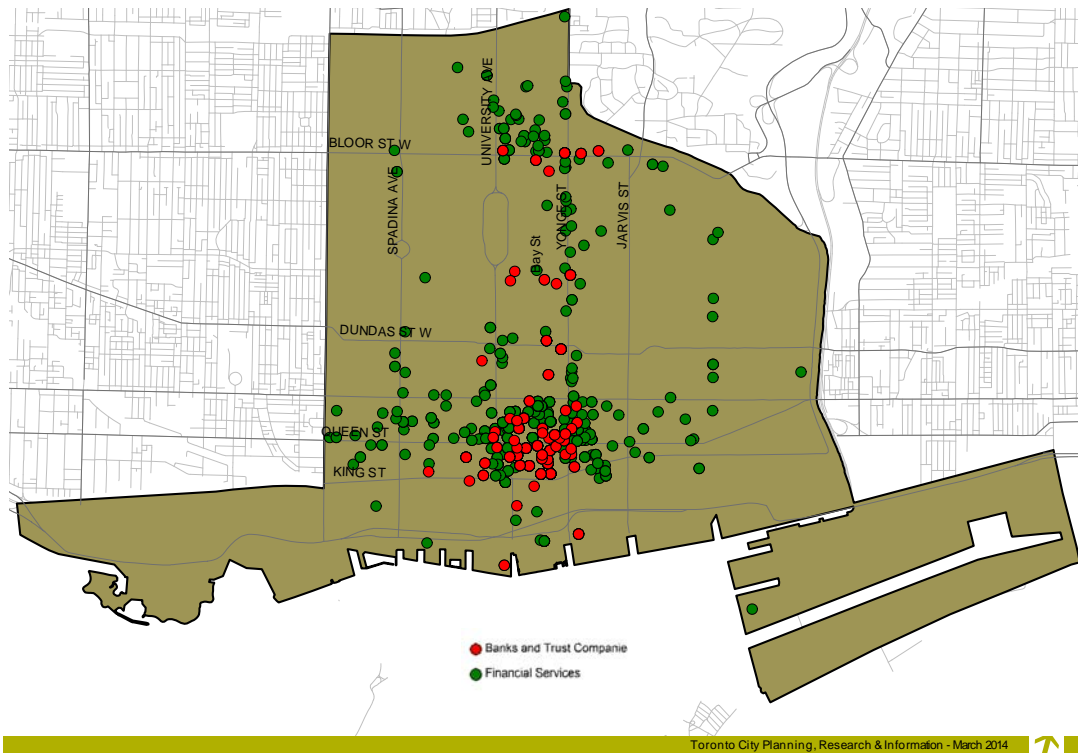 UNIVERSITY AVE
BLOOR ST W
SPADINA AVE
YONGE ST
JARVIS ST
Bay St
DUNDAS ST W
QUEEN ST
KING ST
Banks and Trust Companie
Financial Services
Toronto City Planning, Research & Information - March 2014